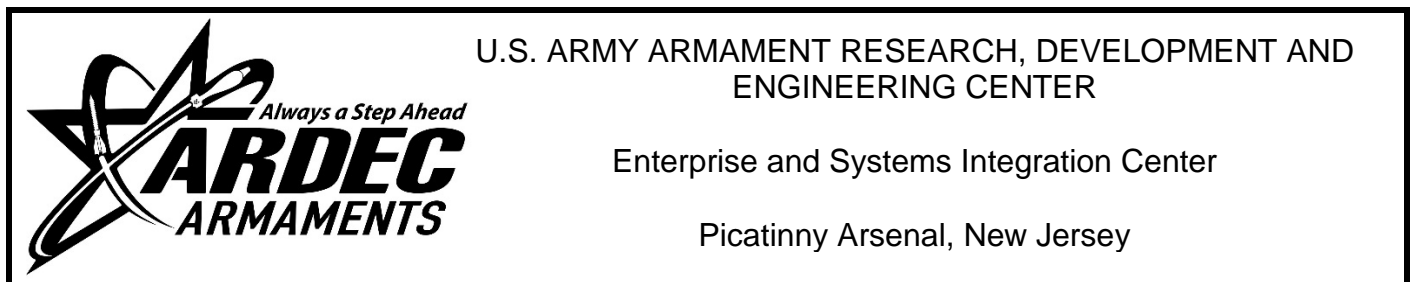 Always a Step Ahead
ARDEC
ARMAMENTS
U.S. ARMY ARMAMENT RESEARCH, DEVELOPMENT AND
ENGINEERING CENTER
Enterprise and Systems Integration Center
Picatinny Arsenal, New Jersey